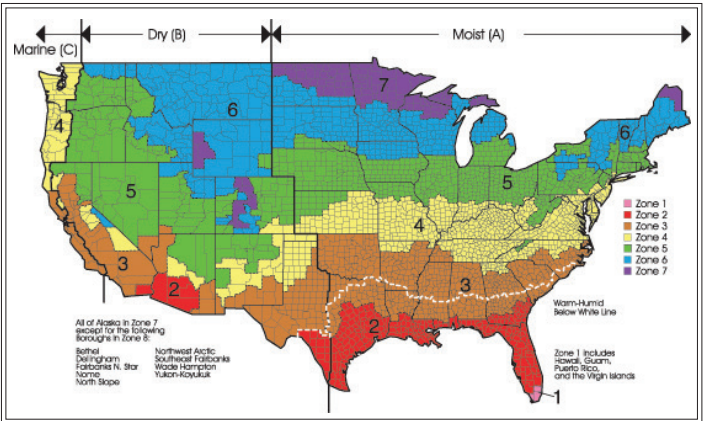 Marine (C)
Dry (B)
Moist (A)
7
6
4
6
5
5
4
3
3
2
2
1
Zone 1
Zone 2
Zone 3
Zone 4
Zone 5
Zone 6
Zone 7
Warm-Humid
Below White Line
All of Alaska in Zone 7
except for the following
Boroughs in Zone 8:
Bethel
Dellingham
Fairbanks N. Star
Nome
North Slope
Northwest Arctic
Southeast Fairbanks
Wade Hampton
Yukon-Koyukuk
Zone 1 includes
Hawaii, Guam,
Puerto Rico,
and the Virgin Islands